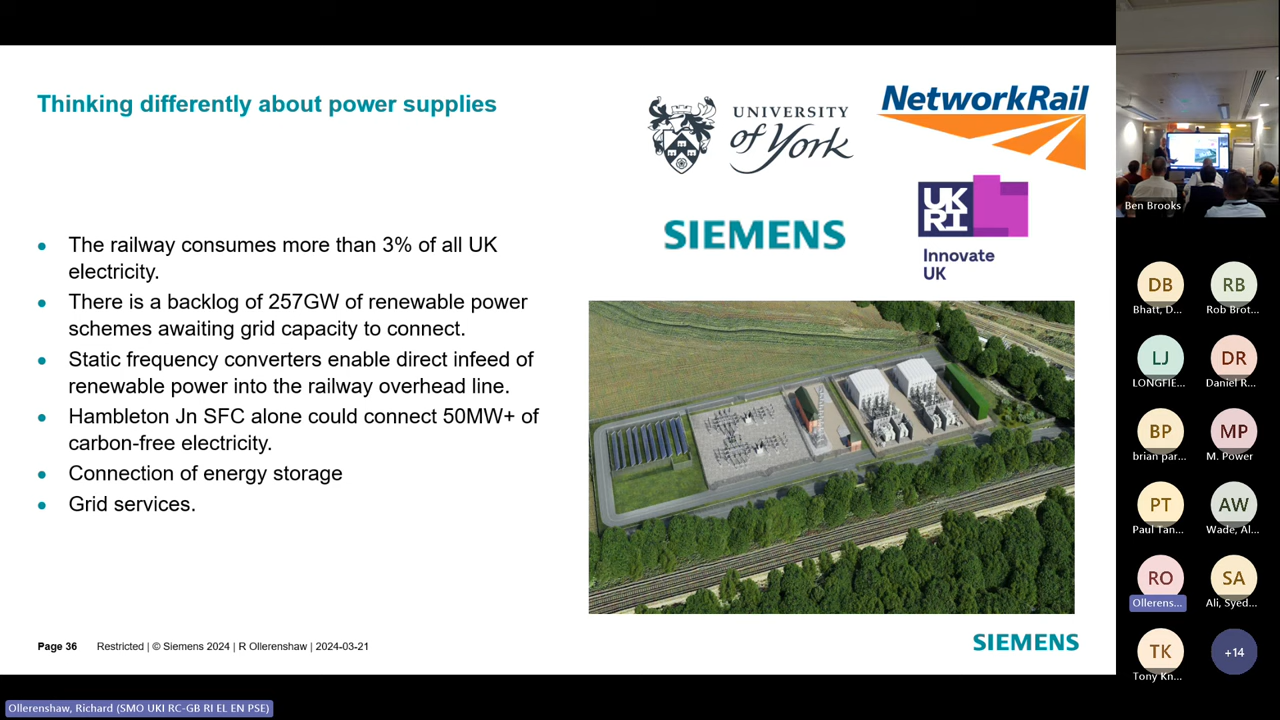 Thinking differently about power supplies
UNIVERSITY
of York
NetworkRail
SIEMENS
UK
RI
Innovate
UK
The railway consumes more than 3% of all UK
electricity.
There is a backlog of 257GW of renewable power
schemes awaiting grid capacity to connect.
Static frequency converters enable direct infeed of
renewable power into the railway overhead line.
Hambleton Jn SFC alone could connect 50MW+ of
carbon-free electricity.
Connection of energy storage
Grid services.
Page 36 Restricted | © Siemens 2024 | R Ollerenshaw | 2024-03-21
SIEMENS
Ben Brooks
DB
Bhatt, D...
RB
Rob Brot...
LJ
LONGFIE...
DR
Daniel R...
BP
brian par...
MP
M. Power
PT
Paul Tan...
AW
Wade, Al...
RO
Ollerens...
SA
Ali, Syed...
TK
Tony Kn...
+14
Ollerenshaw, Richard (SMO UKI RC-GB RI EL EN PSE)